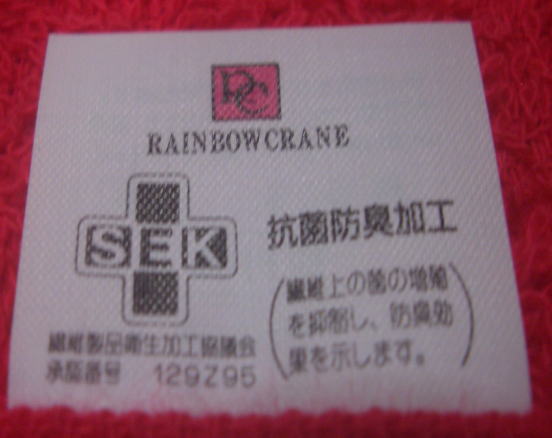 RC
RAINBOWCRANE
SEK
抗菌防臭加工
(繊維上の菌の増殖
を抑制し、防臭効
果を示します。)
繊維製品衛生加工協議会
承認番号 129Z95